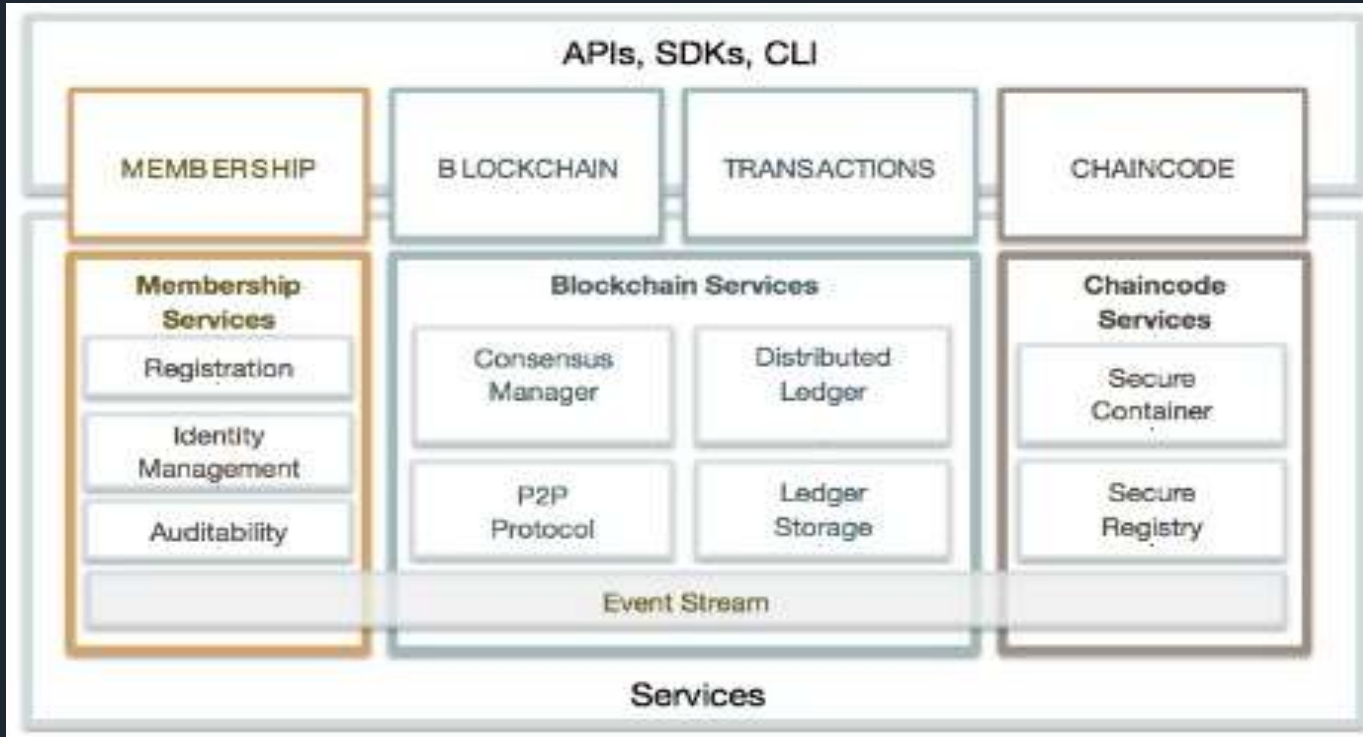 APIs, SDKs, CLI
MEMBERSHIP
BLOCKCHAIN
TRANSACTIONS
CHAINCODE
Membership
Services
Registration
Identity
Management
Auditability
Blockchain Services
Consensus
Manager
Distributed
Ledger
P2P
Protocol
Ledger
Storage
Chaincode
Services
Secure
Container
Secure
Registry
Event Stream
Services